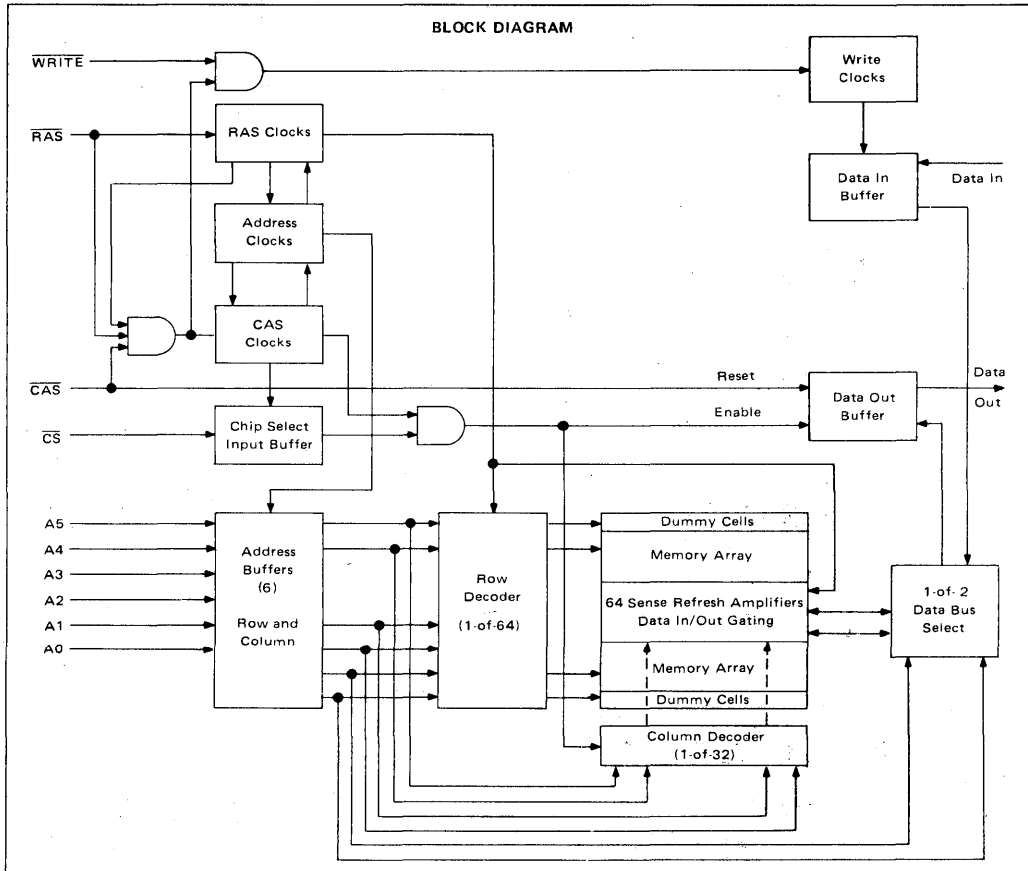 BLOCK DIAGRAM
WRITE
Write
Clocks
RAS
RAS Clocks
Data In
Buffer
Data In
Address
Clocks
CAS
Clocks
CAS
Reset
Data
Out
Data Out
Buffer
Enable
CS
Chip Select
Input Buffer
A5
A4
A3
A2
A1
A0
Address
Buffers
(6)
Row and
Column
Row
Decoder
(1-of-64)
Dummy Cells
Memory Array
64 Sense Refresh Amplifiers
Data In/Out Gating
Memory Array
Dummy Cells
1-of-2
Data Bus
Select
Column Decoder
(1-of-32)